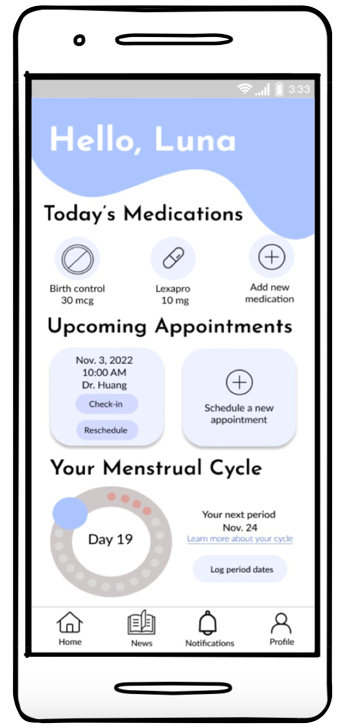 3:33
Hello, Luna
Today's Medications
Birth control
30 mcg
Lexapro
10 mg
Add new
medication
Upcoming Appointments
Nov. 3, 2022
10:00 AM
Dr. Huang
Check-in
Reschedule
Schedule a new
appointment
Your Menstrual Cycle
Day 19
Your next period
Nov. 24
Learn more about your cycle
Log period dates
Home
News
Notifications
Profile